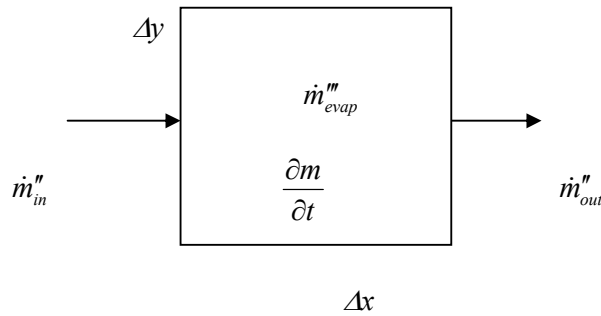 Δy
ṁ‴evap
ṁ″in
∂m
∂t
ṁ″out
Δx